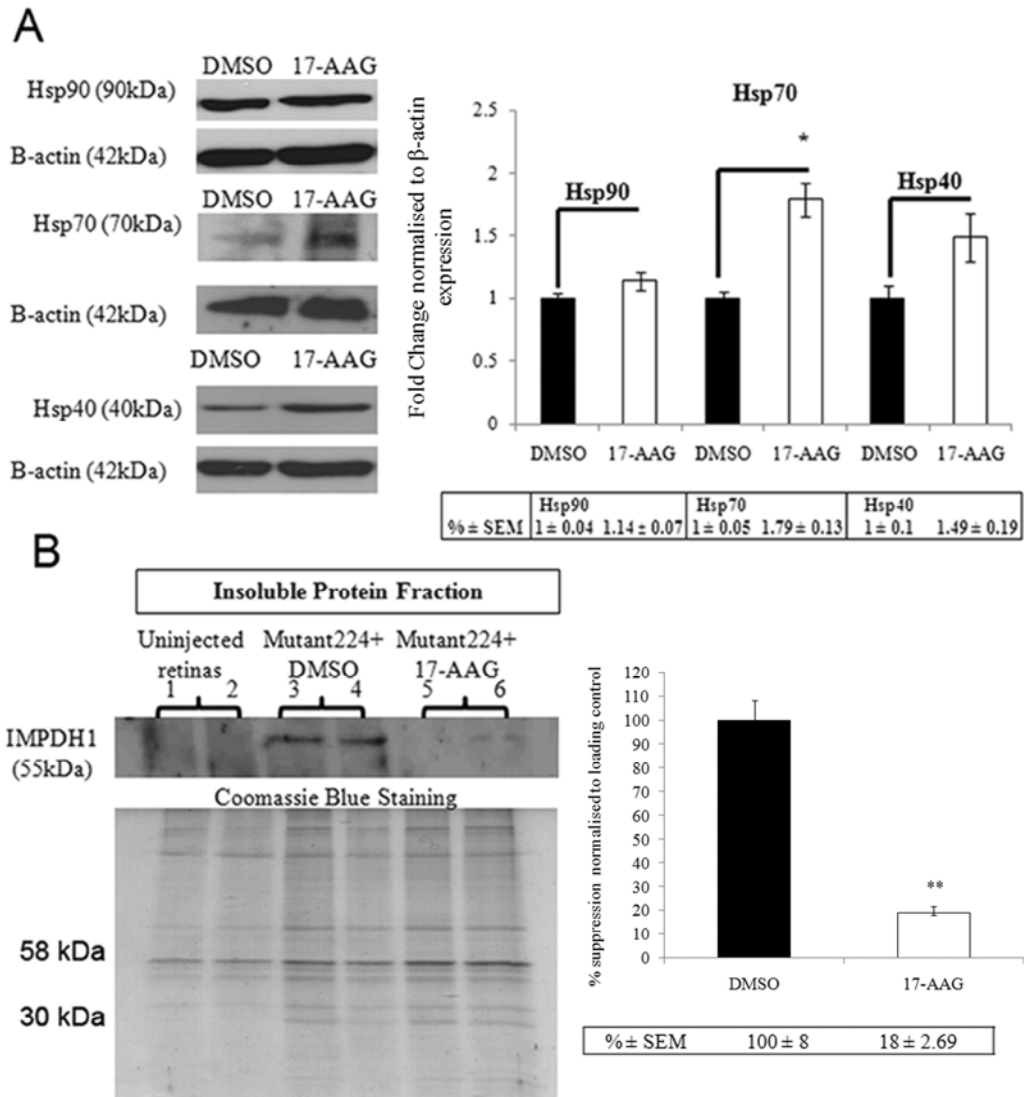 A
DMSO 17-AAG
Hsp90 (90kDa)
B-actin (42kDa)
DMSO 17-AAG
Hsp70 (70kDa)
B-actin (42kDa)
DMSO 17-AAG
Hsp40 (40kDa)
B-actin (42kDa)
Fold Change normalised to β-actin
expression
2.5
2
1.5
1
0.5
0
Hsp90
Hsp70
*
Hsp40
DMSO 17-AAG DMSO 17-AAG DMSO 17-AAG
Hsp90 Hsp70 Hsp40
% ± SEM 1 ± 0.04 1.14 ± 0.07 1 ± 0.05 1.79 ± 0.13 1 ± 0.1 1.49 ± 0.19
B
Insoluble Protein Fraction
Uninjected Mutant224+ Mutant224+
retinas DMSO 17-AAG
1 2 3 4 5 6
IMPDH1
(55kDa)
Coomassie Blue Staining
58 kDa
30 kDa
% suppression normalised to loading control
120
110
100
90
80
70
60
50
40
30
20
10
0
**
DMSO 17-AAG
% ± SEM 100 ± 8 18 ± 2.69